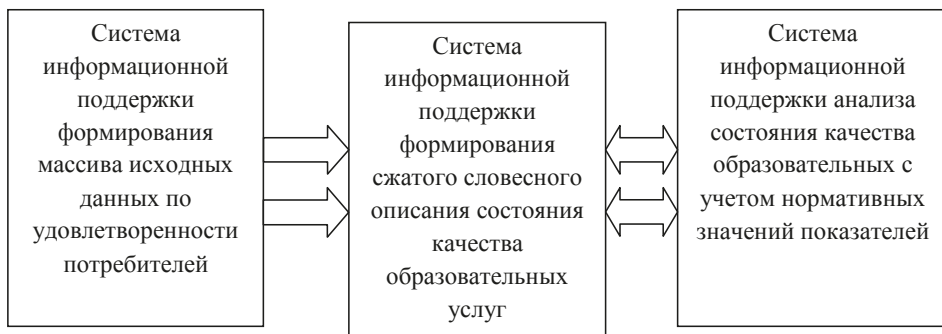 Система
информационной
поддержки
формирования
массива исходных
данных по
удовлетворенности
потребителей
Система
информационной
поддержки
формирования
сжатого словесного
описания состояния
качества
образовательных
услуг
Система
информационной
поддержки анализа
состояния качества
образовательных с
учетом нормативных
значений показателей